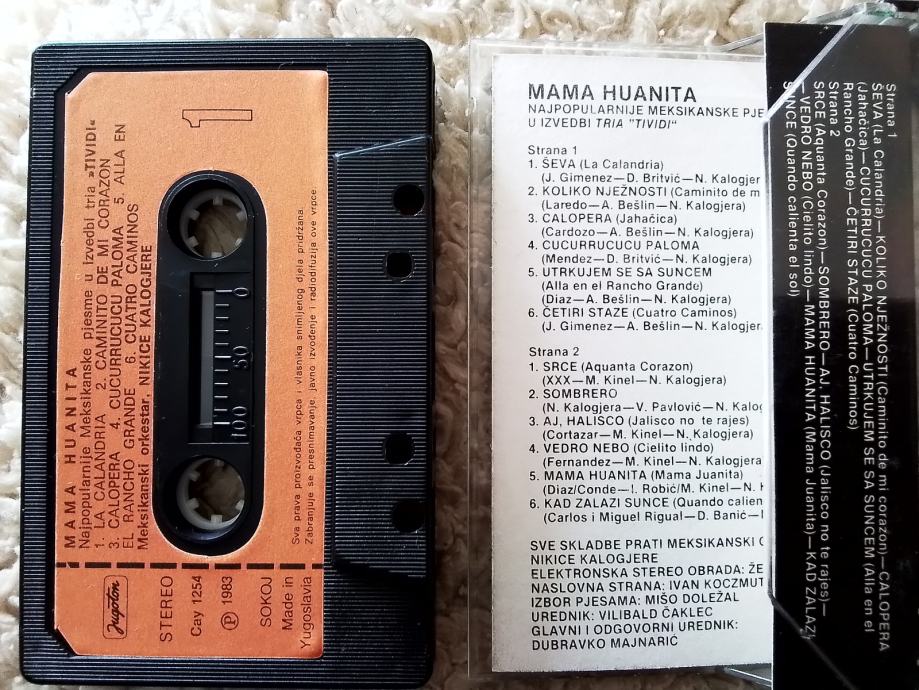 MAMA HUANITA
Najpopularnije Meksikanske pjesme u izvedbi tria »TIVIDI«
1. LA CALANDRIA 2. CAMINITO DE MI CORAZON
3. CALOPERA 4. CUCURRUCUCU PALOMA 5. ALLA EN
EL RANCHO GRANDE 6. CUATRO CAMINOS
Meksikanski orkestar, NIKICE KALOGJERE
1
0 50 100
Sva prava proizvođača vrpca i vlasnika snimljenog djela pridržana.
Zabranjuje se presnimavanje, javno izvođenje i radiodifuzija ove vrpce
Jugoton
STEREO
Cay 1254
Ⓟ 1983
SOKOJ
Made in
Yugoslavia
MAMA HUANITA
NAJPOPULARNIJE MEKSIKANSKE PJE
U IZVEDBI TRIA "TIVIDI"
Strana 1
1. ŠEVA (La Calandria)
(J. Gimenez—D. Britvić—N. Kalogjer
2. KOLIKO NJEŽNOSTI (Caminito de m
(Laredo—A. Bešlin—N. Kalogjera)
3. CALOPERA (Jahačica)
(Cardozo—A. Bešlin—N. Kalogjera)
4. CUCURRUCUCU PALOMA
(Mendez—D. Britvić—N. Kalogjera)
5. UTRKUJEM SE SA SUNCEM
(Alla en el Rancho Grande)
(Diaz—A. Bešlin—N. Kalogjera)
6. ČETIRI STAZE (Cuatro Caminos)
(J. Gimenez—A. Bešlin—N. Kalogjer
Strana 2
1. SRCE (Aquanta Corazon)
(XXX—M. Kinel—N. Kalogjera)
2. SOMBRERO
(N. Kalogjera—V. Pavlović—N. Kalog
3. AJ, HALISCO (Jalisco no te rajes)
(Cortazar—M. Kinel—N. Kalogjera)
4. VEDRO NEBO (Cielito lindo)
(Fernandez—M. Kinel—N. Kalogjera
5. MAMA HUANITA (Mama Juanita)
(Diaz/Conde—I. Robić/M. Kinel—N. K
6. KAD ZALAZI SUNCE (Quando calien
(Carlos i Miguel Rigual—D. Banić—
SVE SKLADBE PRATI MEKSIKANSKI O
NIKICE KALOGJERE
ELEKTRONSKA STEREO OBRADA: ŽE
NASLOVNA STRANA: IVAN KOCZMUT
IZBOR PJESAMA: MIŠO DOLEŽAL
UREDNIK: VILIBALD ČAKLEC
GLAVNI I ODGOVORNI UREDNIK:
DUBRAVKO MAJNARIĆ
Strana 1
ŠEVA (La Calandria)—KOLIKO NJEŽNOSTI (Caminito de mi corazon)—CALOPERA
(Jahačica)—CUCURRUCUCU PALOMA—UTRKUJEM SE SA SUNCEM (Alla en el
Rancho Grande)—ČETIRI STAZE (Cuatro Caminos)
Strana 2
SRCE (Aquanta Corazon)—SOMBRERO—AJ, HALISCO (Jalisco no te rajes)—
—VEDRO NEBO (Cielito lindo)—MAMA HUANITA (Mama Juanita)—KAD ZALAZI
SUNCE (Quando calienta el sol)